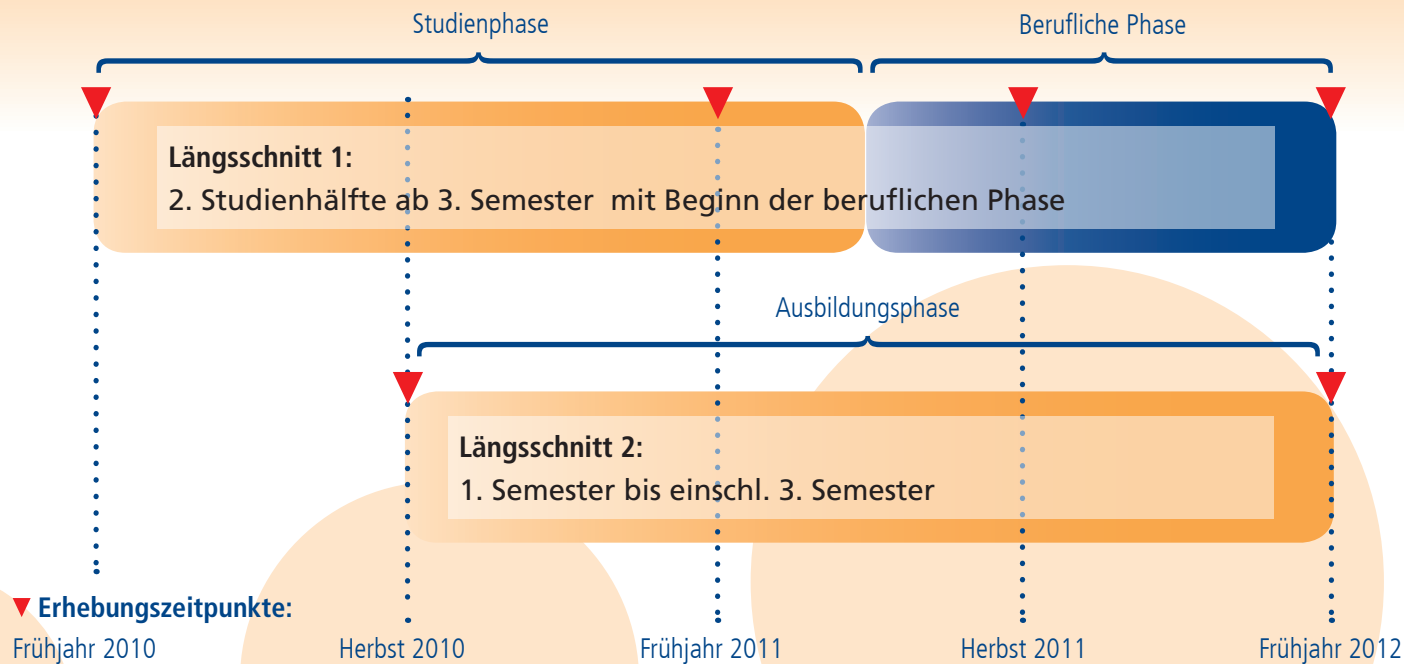 Studienphase
Berufliche Phase
Längsschnitt 1:
2. Studienhälfte ab 3. Semester mit Beginn der beruflichen Phase
Ausbildungsphase
Längsschnitt 2:
1. Semester bis einschl. 3. Semester
Erhebungszeitpunkte:
Frühjahr 2010
Herbst 2010
Frühjahr 2011
Herbst 2011
Frühjahr 2012